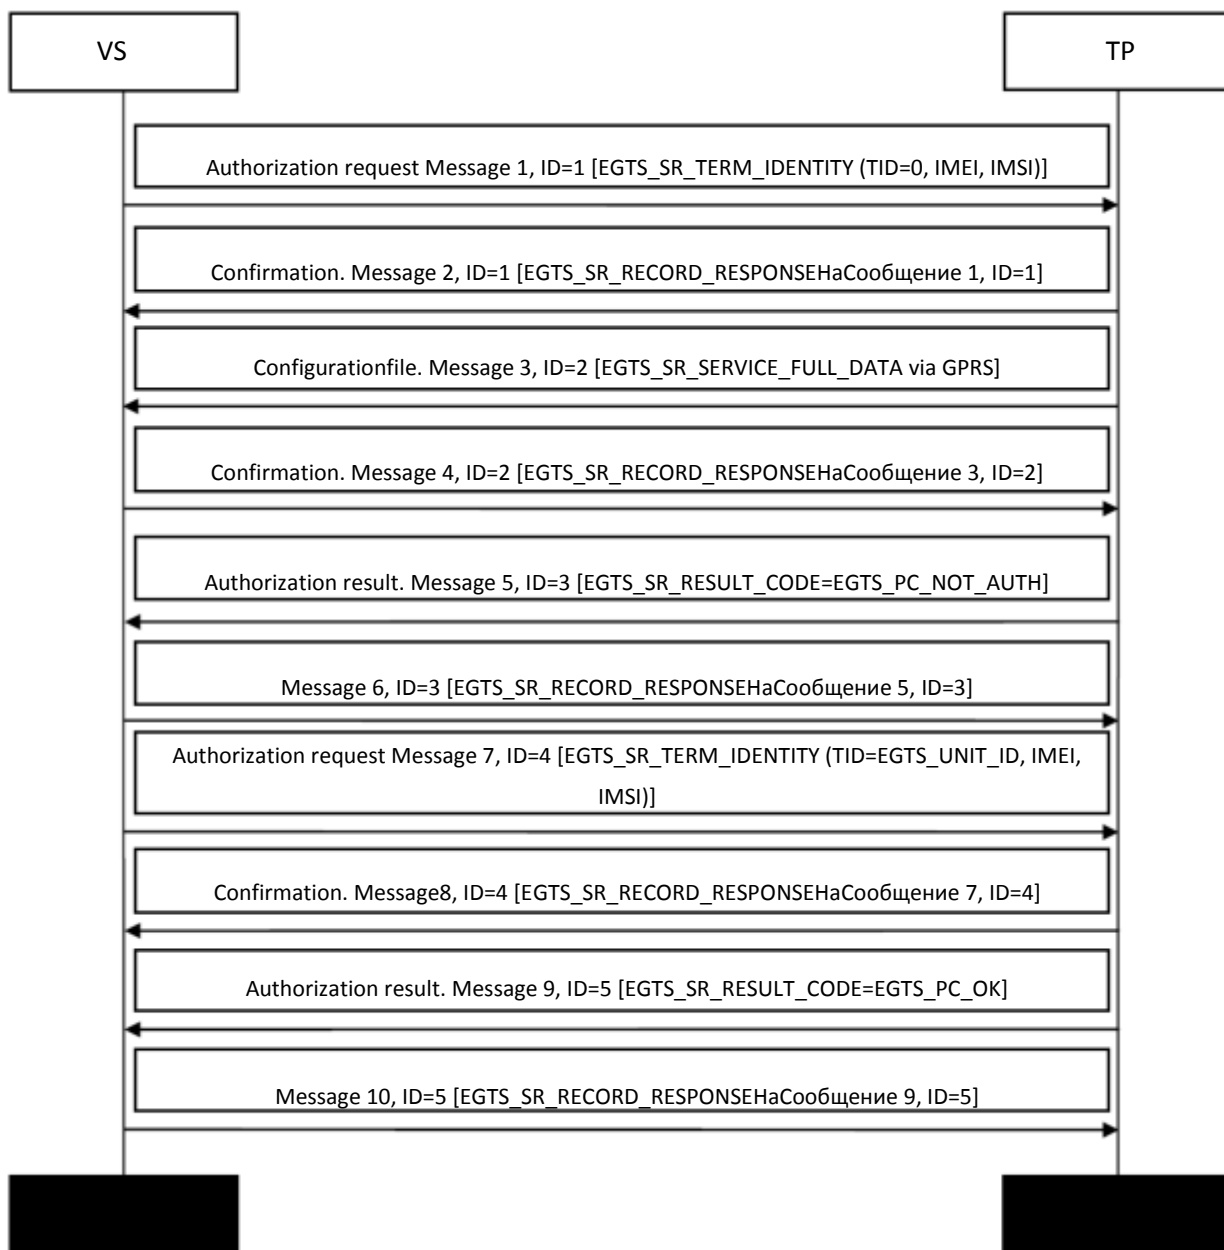 VS
TP
Authorization request Message 1, ID=1 [EGTS_SR_TERM_IDENTITY (TID=0, IMEI, IMSI)]
Confirmation. Message 2, ID=1 [EGTS_SR_RECORD_RESPONSEНаСообщение 1, ID=1]
Configurationfile. Message 3, ID=2 [EGTS_SR_SERVICE_FULL_DATA via GPRS]
Confirmation. Message 4, ID=2 [EGTS_SR_RECORD_RESPONSEНаСообщение 3, ID=2]
Authorization result. Message 5, ID=3 [EGTS_SR_RESULT_CODE=EGTS_PC_NOT_AUTH]
Message 6, ID=3 [EGTS_SR_RECORD_RESPONSEНаСообщение 5, ID=3]
Authorization request Message 7, ID=4 [EGTS_SR_TERM_IDENTITY (TID=EGTS_UNIT_ID, IMEI,
IMSI)]
Confirmation. Message8, ID=4 [EGTS_SR_RECORD_RESPONSEНаСообщение 7, ID=4]
Authorization result. Message 9, ID=5 [EGTS_SR_RESULT_CODE=EGTS_PC_OK]
Message 10, ID=5 [EGTS_SR_RECORD_RESPONSEНаСообщение 9, ID=5]